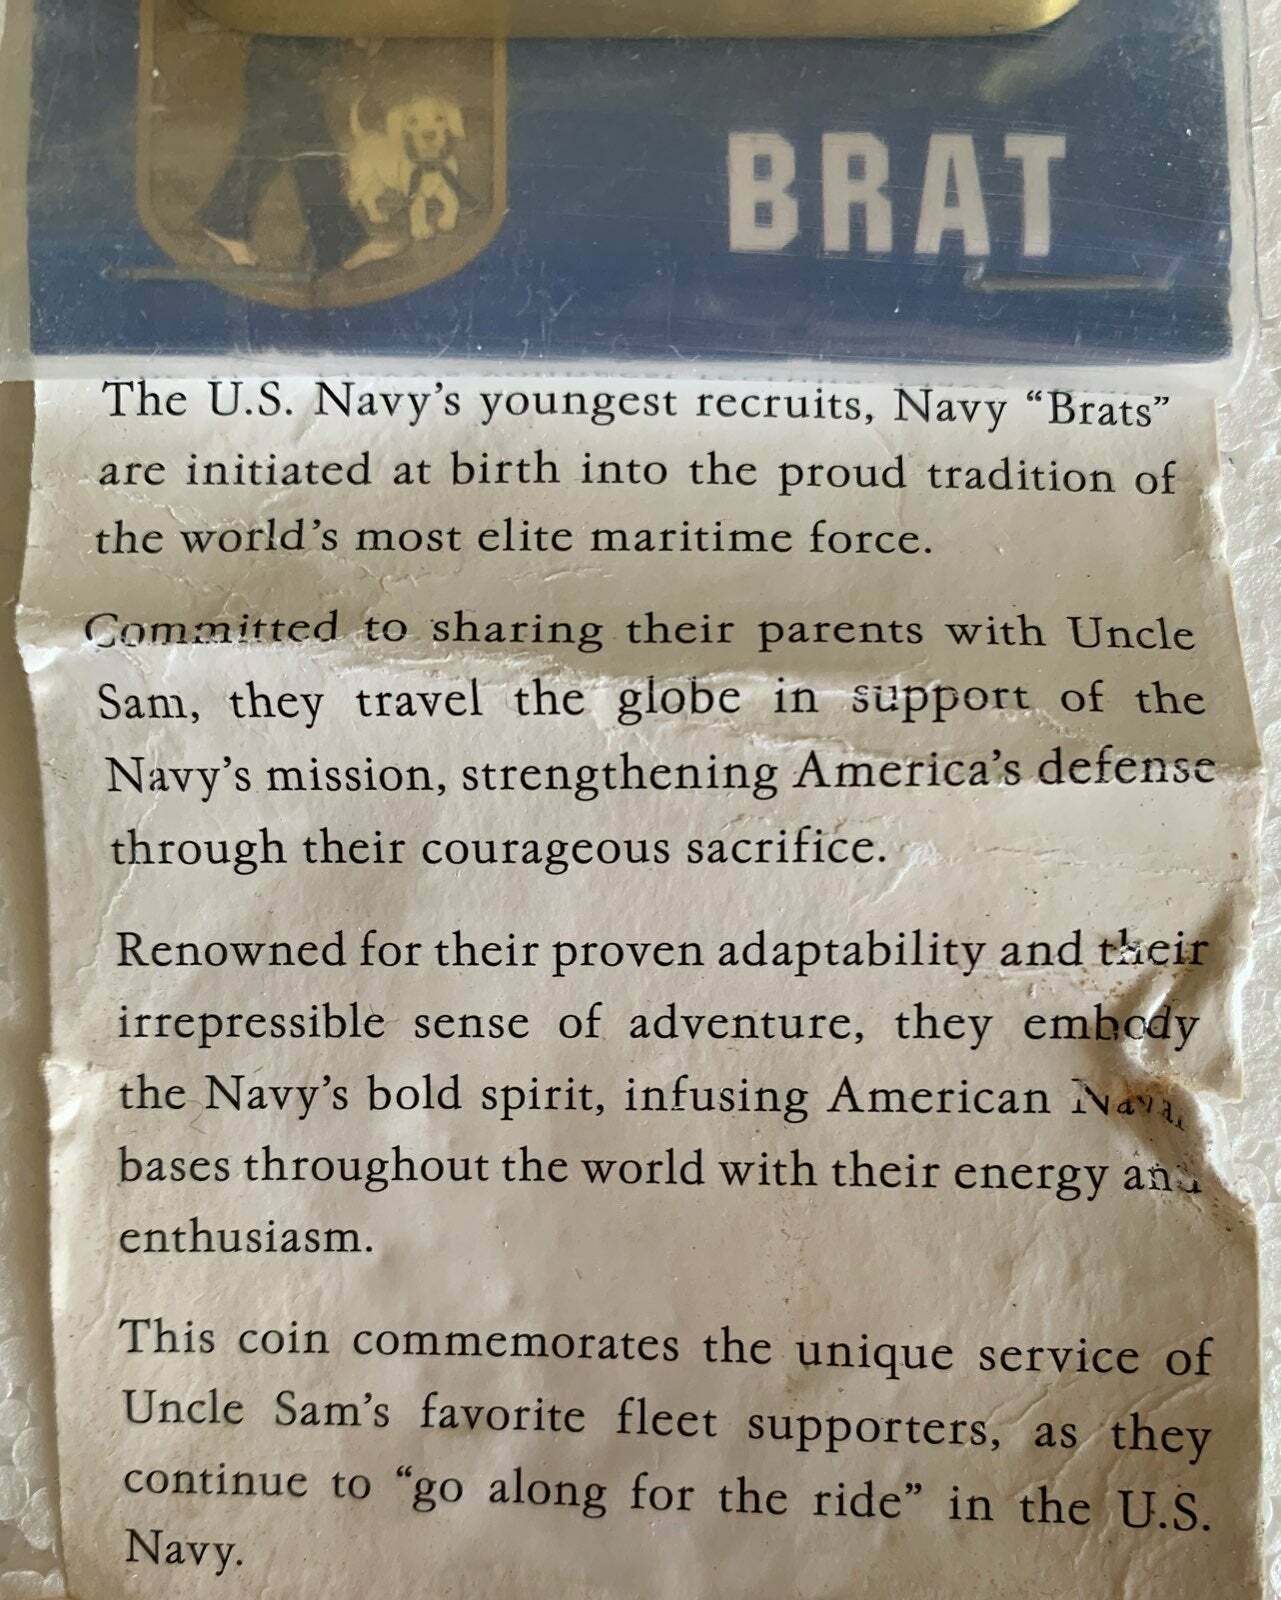 BRAT
The U.S. Navy's youngest recruits, Navy “Brats”
are initiated at birth into the proud tradition of
the world's most elite maritime force.
Committed to sharing their parents with Uncle
Sam, they travel the globe in support of the
Navy's mission, strengthening America's defense
through their courageous sacrifice.
Renowned for their proven adaptability and their
irrepressible sense of adventure, they embody
the Navy's bold spirit, infusing American Naval
bases throughout the world with their energy and
enthusiasm.
This coin commemorates the unique service of
Uncle Sam's favorite fleet supporters, as they
continue to “go along for the ride” in the U.S.
Navy.